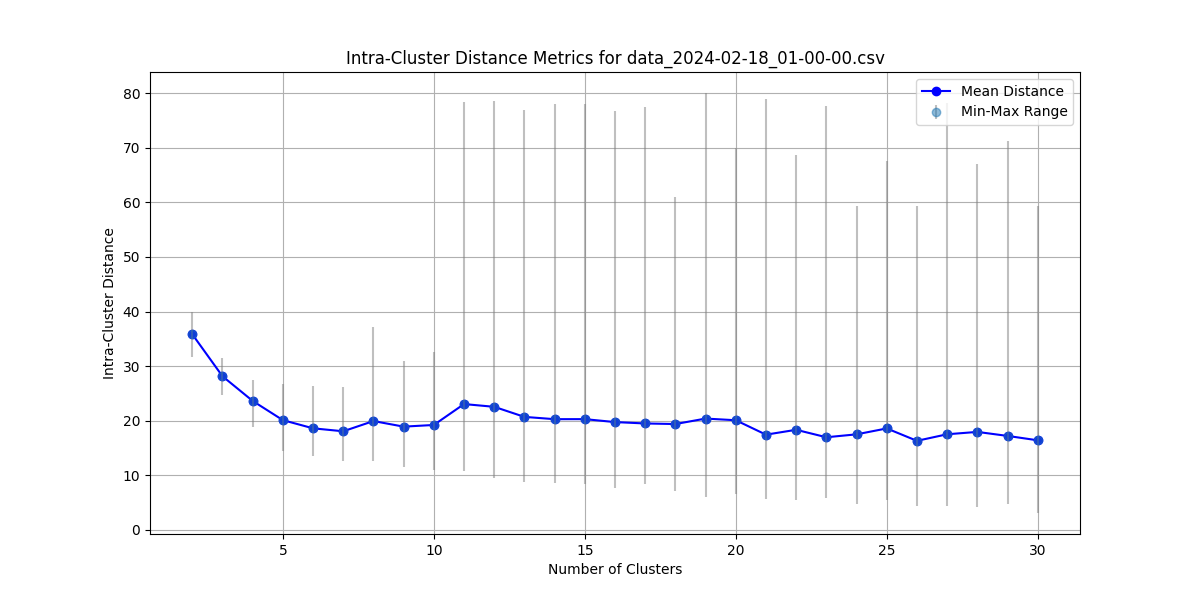 Intra-Cluster Distance Metrics for data_2024-02-18_01-00-00.csv
Mean Distance
Min-Max Range
Intra-Cluster Distance
80
70
60
50
40
30
20
10
0
5 10 15 20 25 30
Number of Clusters